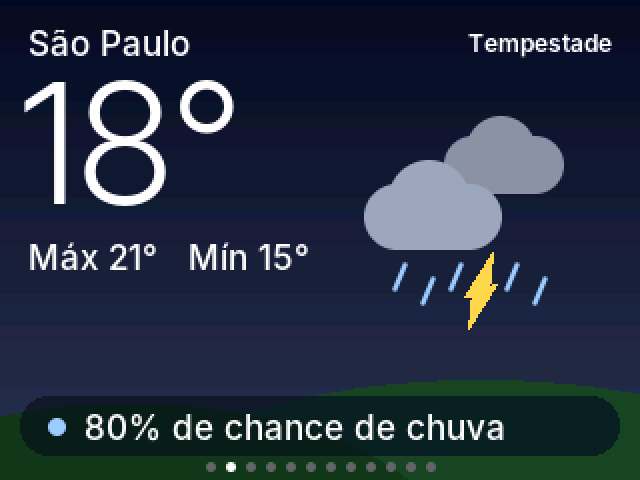 São Paulo
Tempestade
18°
Máx 21° Mín 15°
80% de chance de chuva